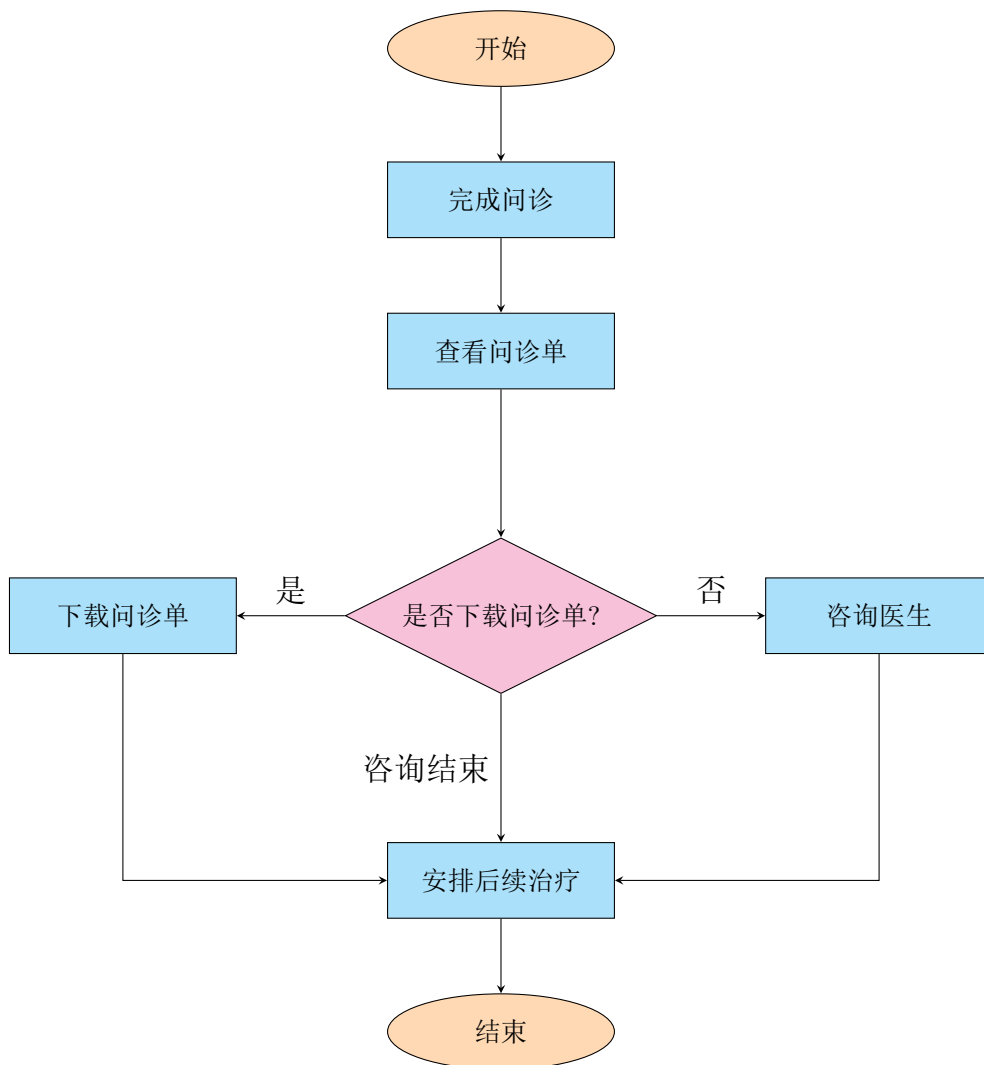 开始
完成问诊
查看问诊单
是
否
下载问诊单
是否下载问诊单?
咨询医生
咨询结束
安排后续治疗
结束